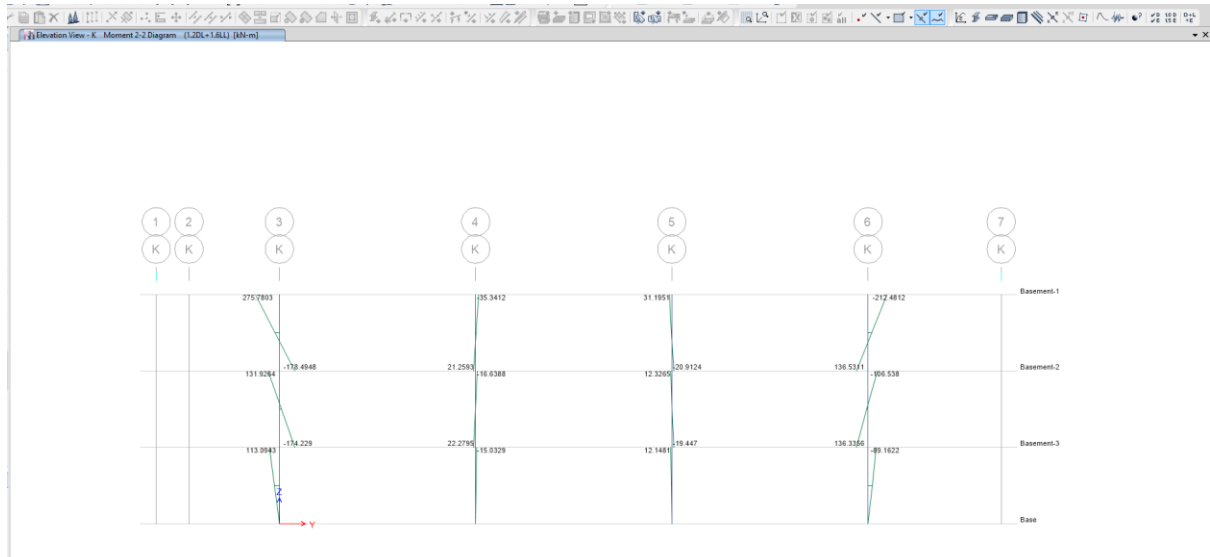 Elevation View - K Moment 2-2 Diagram (1.2DL+1.6LL) [kN-m]
1 2 3 4 5 6 7
K K K K K K K
275.7803 -35.3412 31.1951 -212.4812 Basement-1
-178.4948 21.2593 -20.9124 136.5311 Basement-2
131.9264 -16.6388 12.3265 -106.538
-174.229 22.2795 -19.447 136.3356 Basement-3
113.0943 -15.0329 12.1481 -89.1622
Z
Y Base